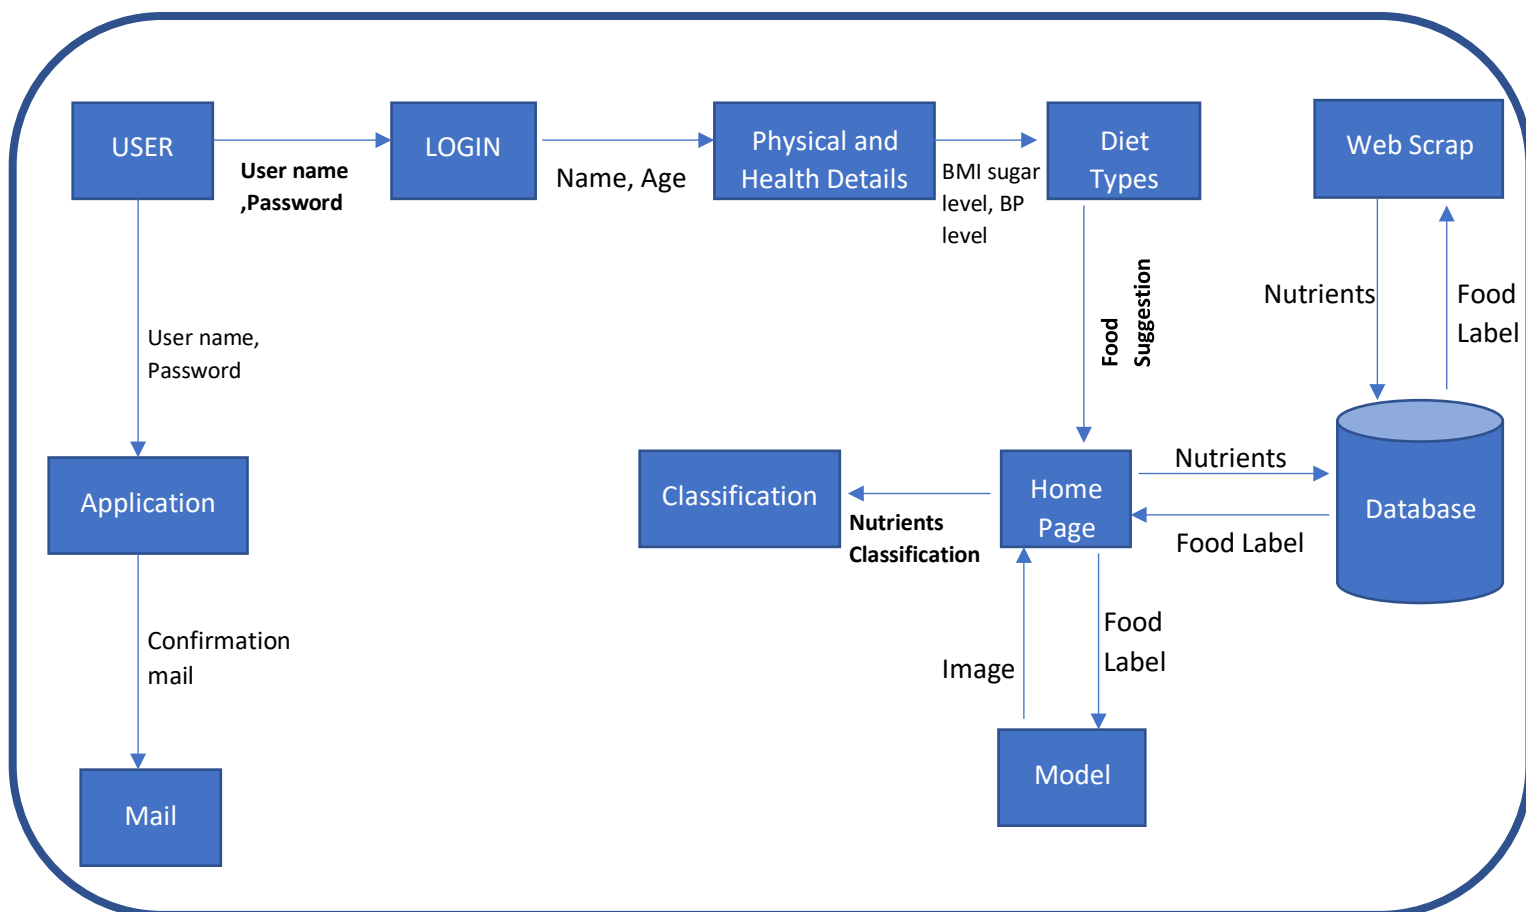 USER
User name
,Password
LOGIN
Name, Age
Physical and
Health Details
BMI sugar
level, BP
level
Diet
Types
Web Scrap
Nutrients
Food
Label
Food
Suggestion
User name,
Password
Application
Classification
Nutrients
Classification
Home
Page
Nutrients
Food Label
Database
Confirmation
mail
Image
Food
Label
Mail
Model